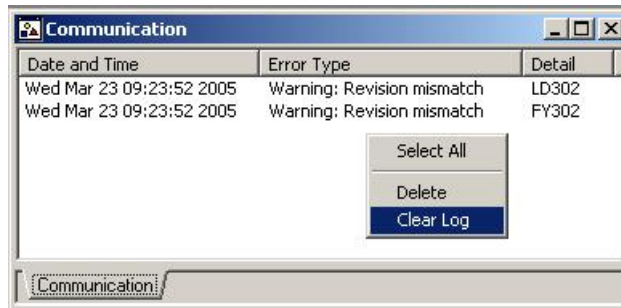 Communication
Date and Time Error Type Detail
Wed Mar 23 09:23:52 2005 Warning: Revision mismatch LD302
Wed Mar 23 09:23:52 2005 Warning: Revision mismatch FY302
Select All
Delete
Clear Log
Communication